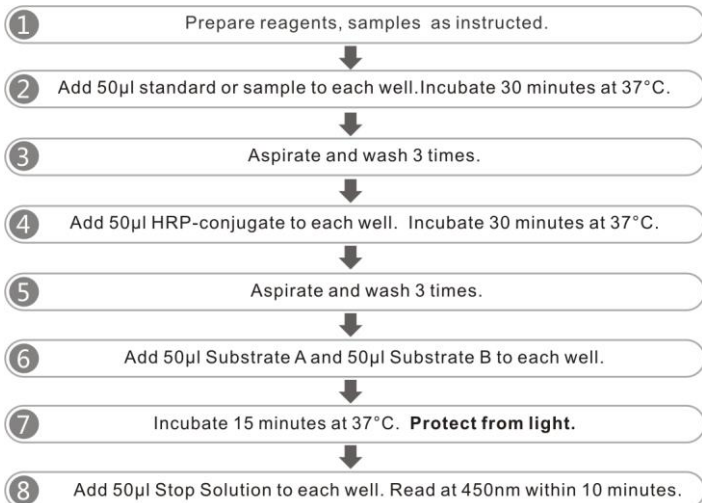 1 Prepare reagents, samples as instructed.
2 Add 50µl standard or sample to each well.Incubate 30 minutes at 37°C.
3 Aspirate and wash 3 times.
4 Add 50µl HRP-conjugate to each well. Incubate 30 minutes at 37°C.
5 Aspirate and wash 3 times.
6 Add 50µl Substrate A and 50µl Substrate B to each well.
7 Incubate 15 minutes at 37°C. Protect from light.
8 Add 50µl Stop Solution to each well. Read at 450nm within 10 minutes.